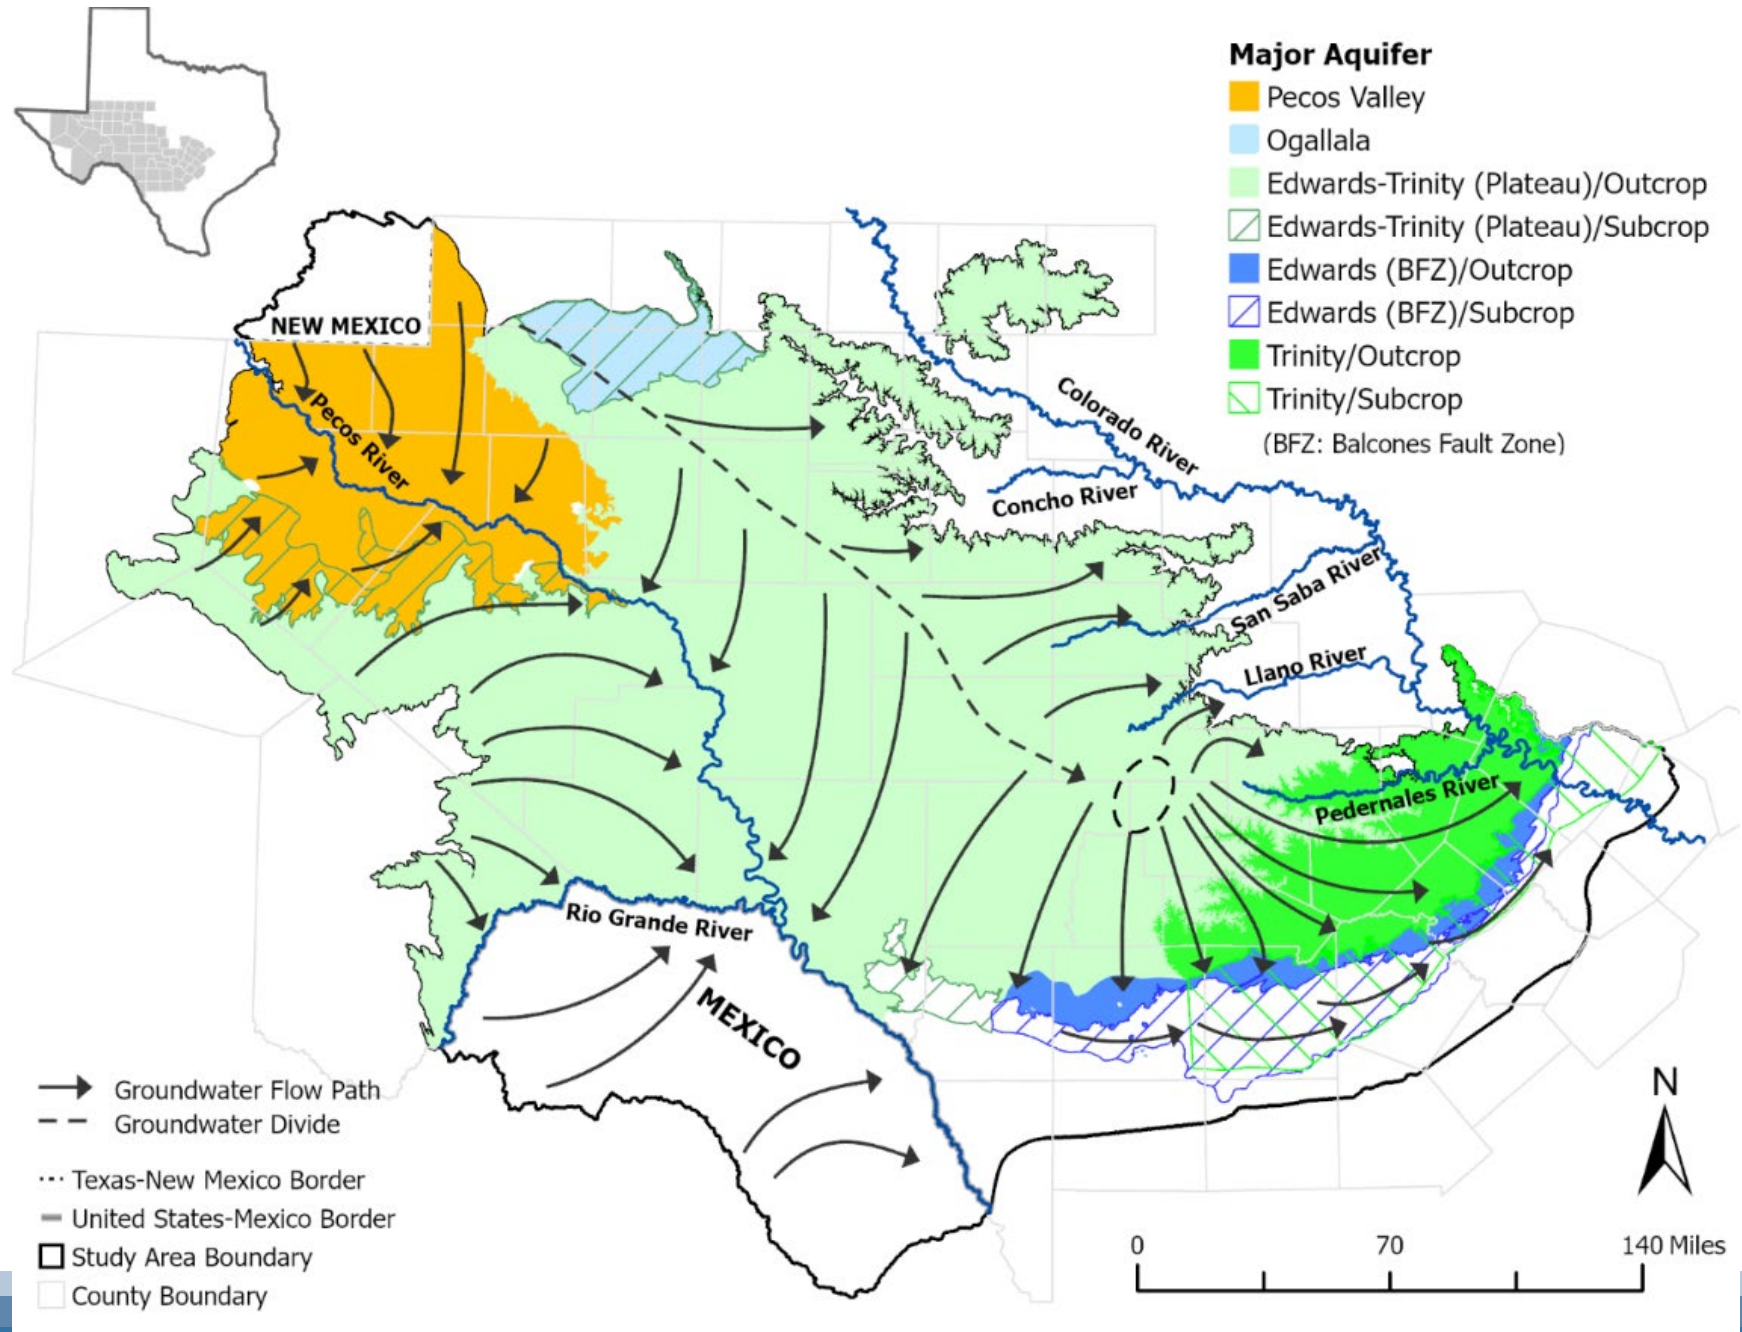 Major Aquifer
Pecos Valley
Ogallala
Edwards-Trinity (Plateau)/Outcrop
Edwards-Trinity (Plateau)/Subcrop
Edwards (BFZ)/Outcrop
Edwards (BFZ)/Subcrop
Trinity/Outcrop
Trinity/Subcrop
(BFZ: Balcones Fault Zone)
NEW MEXICO
Pecos River
Colorado River
Concho River
San Saba River
Llano River
Pedernales River
Rio Grande River
MEXICO
Groundwater Flow Path
Groundwater Divide
Texas-New Mexico Border
United States-Mexico Border
Study Area Boundary
County Boundary
N
0 70 140 Miles